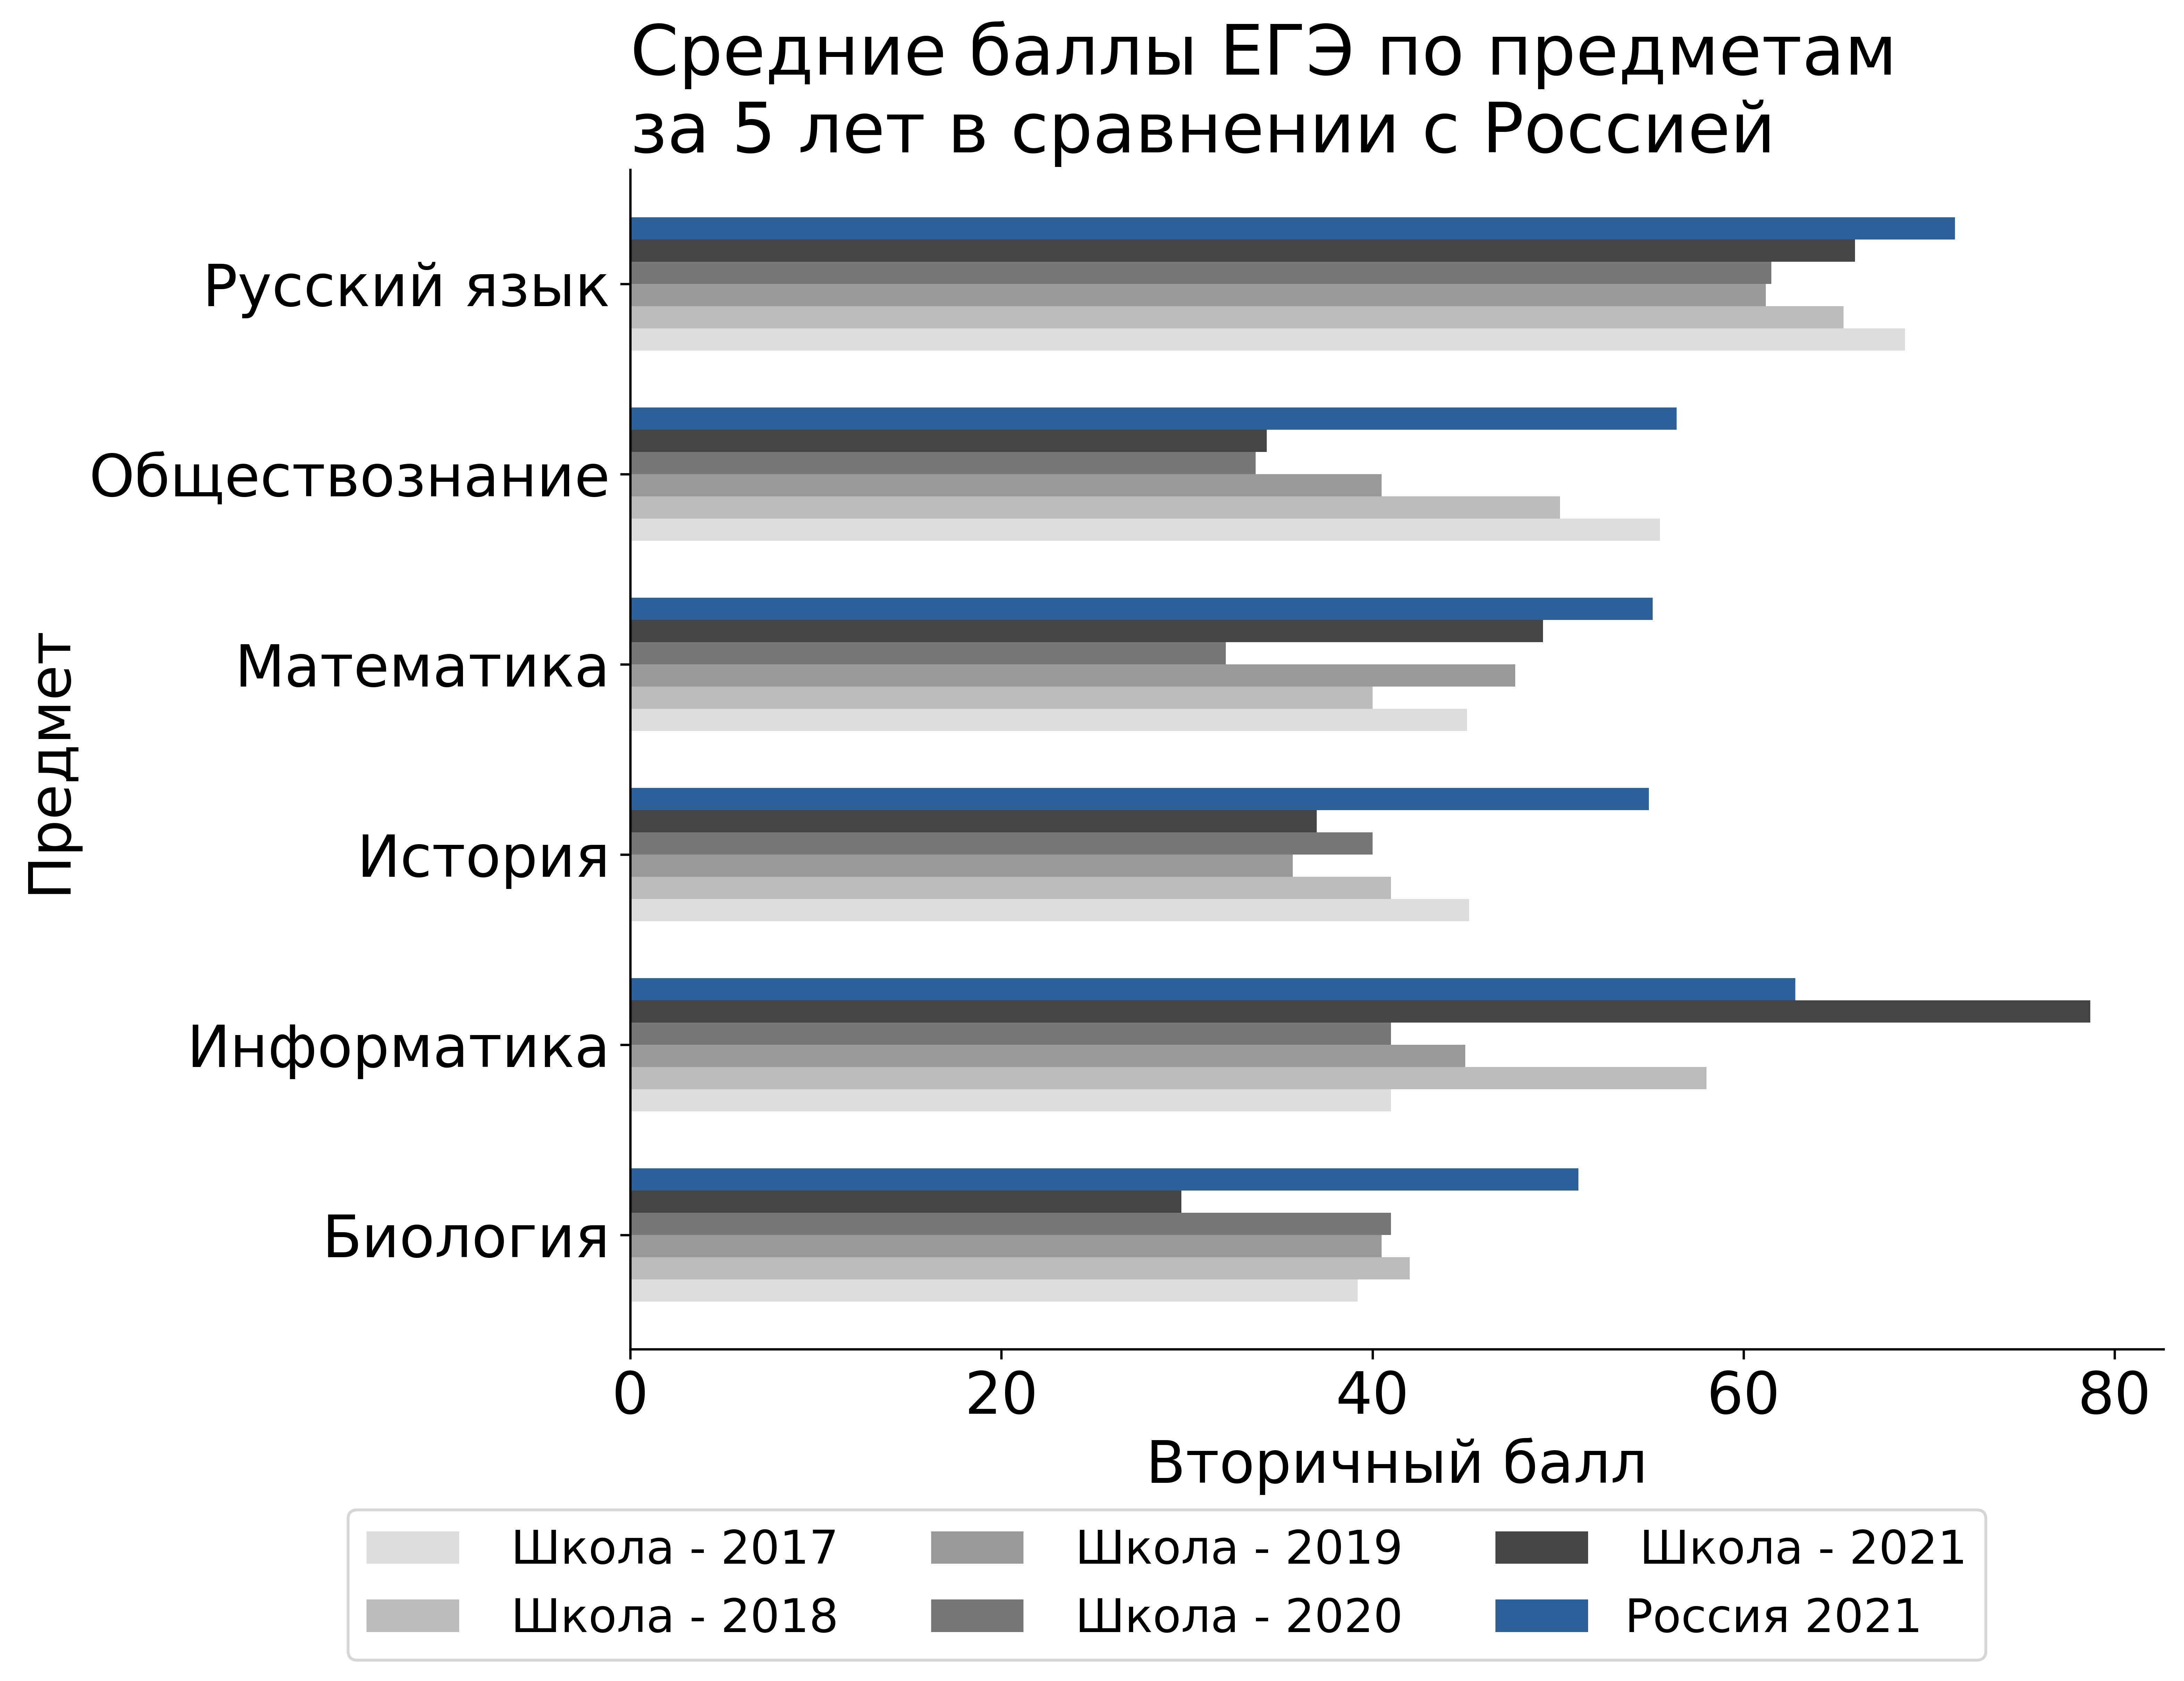 Средние баллы ЕГЭ по предметам
за 5 лет в сравнении с Россией
Русский язык
Обществознание
Математика
История
Информатика
Биология
Предмет
0 20 40 60 80
Вторичный балл
Школа - 2017 Школа - 2019 Школа - 2021
Школа - 2018 Школа - 2020 Россия 2021